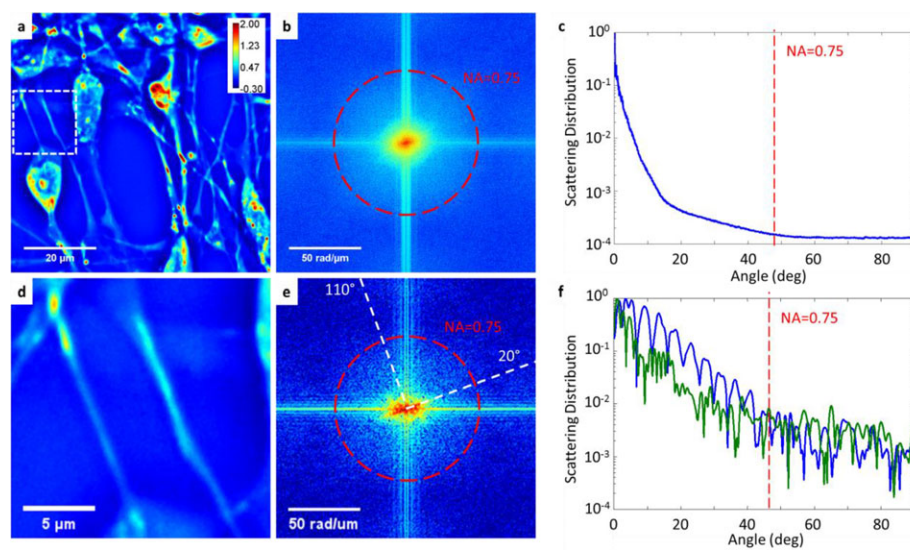 a
2.00
1.23
0.47
-0.30
20 µm
b
NA=0.75
50 rad/µm
c
Scattering Distribution
10^0
10^-1
10^-2
10^-3
10^-4
0
20
40
60
80
Angle (deg)
NA=0.75
d
5 µm
e
110°
NA=0.75
20°
50 rad/um
f
Scattering Distribution
10^0
10^-1
10^-2
10^-3
10^-4
0
20
40
60
80
Angle (deg)
NA=0.75